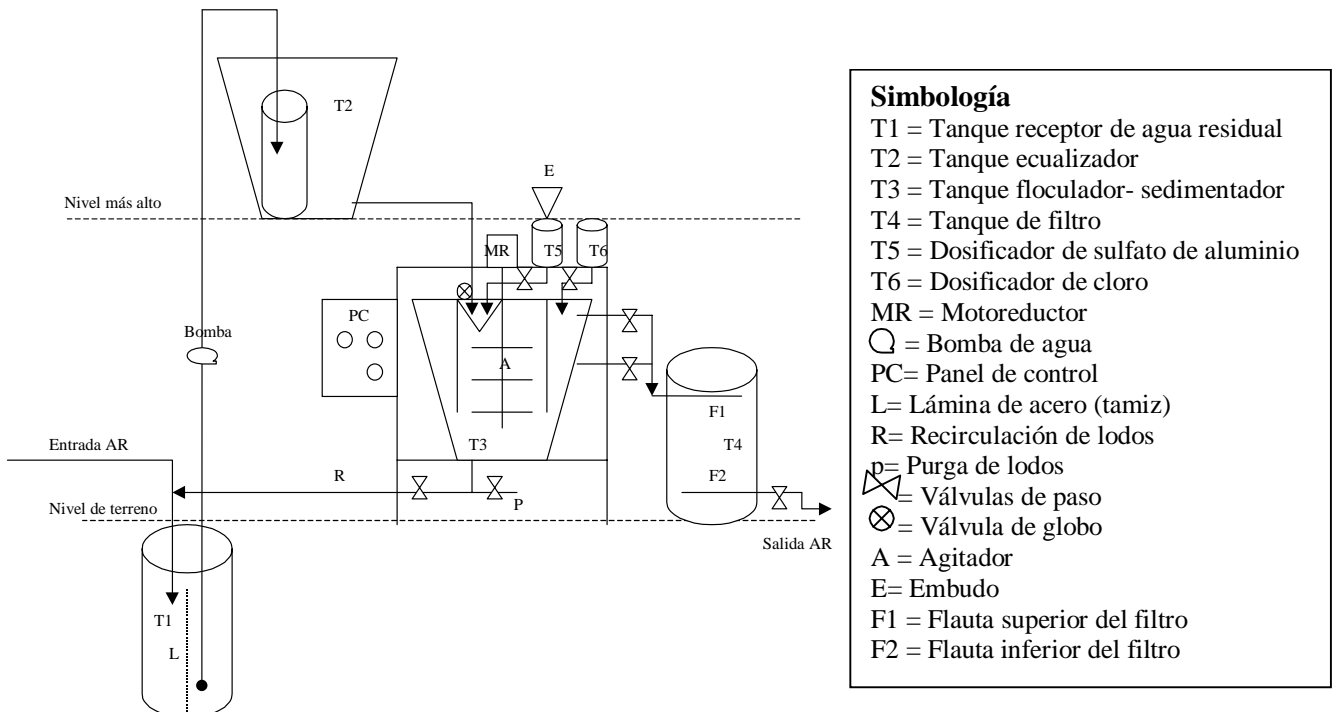 T2
E
Nivel más alto
MR
T5
T6
PC
Bomba
A
F1
Entrada AR
T3
T4
R
F2
P
Nivel de terreno
Salida AR
T1
L
Simbología
T1 = Tanque receptor de agua residual
T2 = Tanque ecualizador
T3 = Tanque floculador- sedimentador
T4 = Tanque de filtro
T5 = Dosificador de sulfato de aluminio
T6 = Dosificador de cloro
MR = Motoreductor
= Bomba de agua
PC= Panel de control
L= Lámina de acero (tamiz)
R= Recirculación de lodos
p= Purga de lodos
= Válvulas de paso
= Válvula de globo
A = Agitador
E= Embudo
F1 = Flauta superior del filtro
F2 = Flauta inferior del filtro